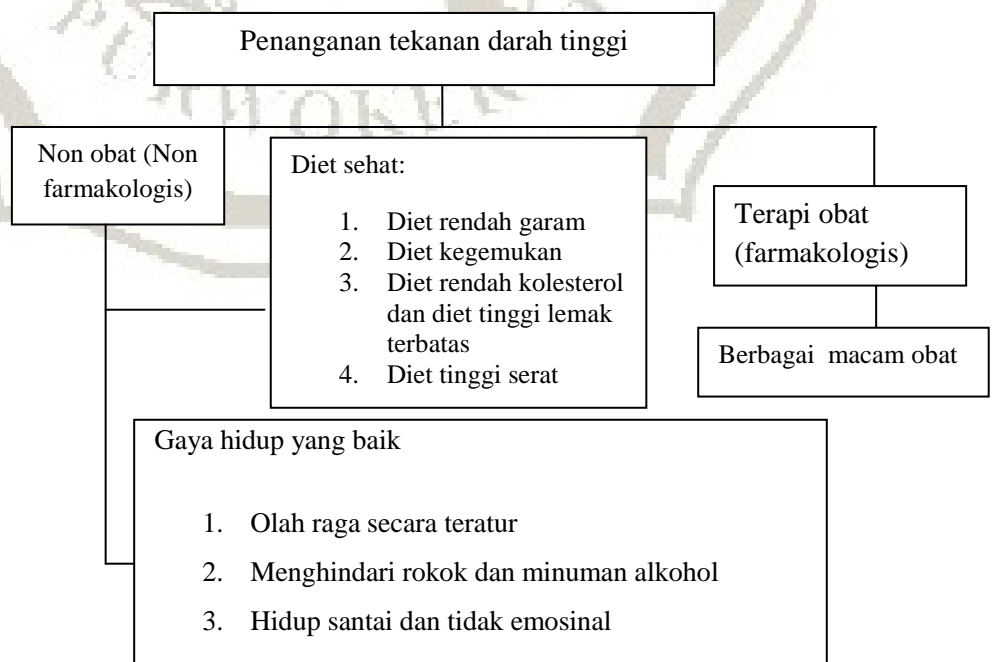 Penanganan tekanan darah tinggi
Non obat (Non
farmakologis)
Diet sehat:
1. Diet rendah garam
2. Diet kegemukan
3. Diet rendah kolesterol
dan diet tinggi lemak
terbatas
4. Diet tinggi serat
Terapi obat
(farmakologis)
Berbagai macam obat
Gaya hidup yang baik
1. Olah raga secara teratur
2. Menghindari rokok dan minuman alkohol
3. Hidup santai dan tidak emosinal